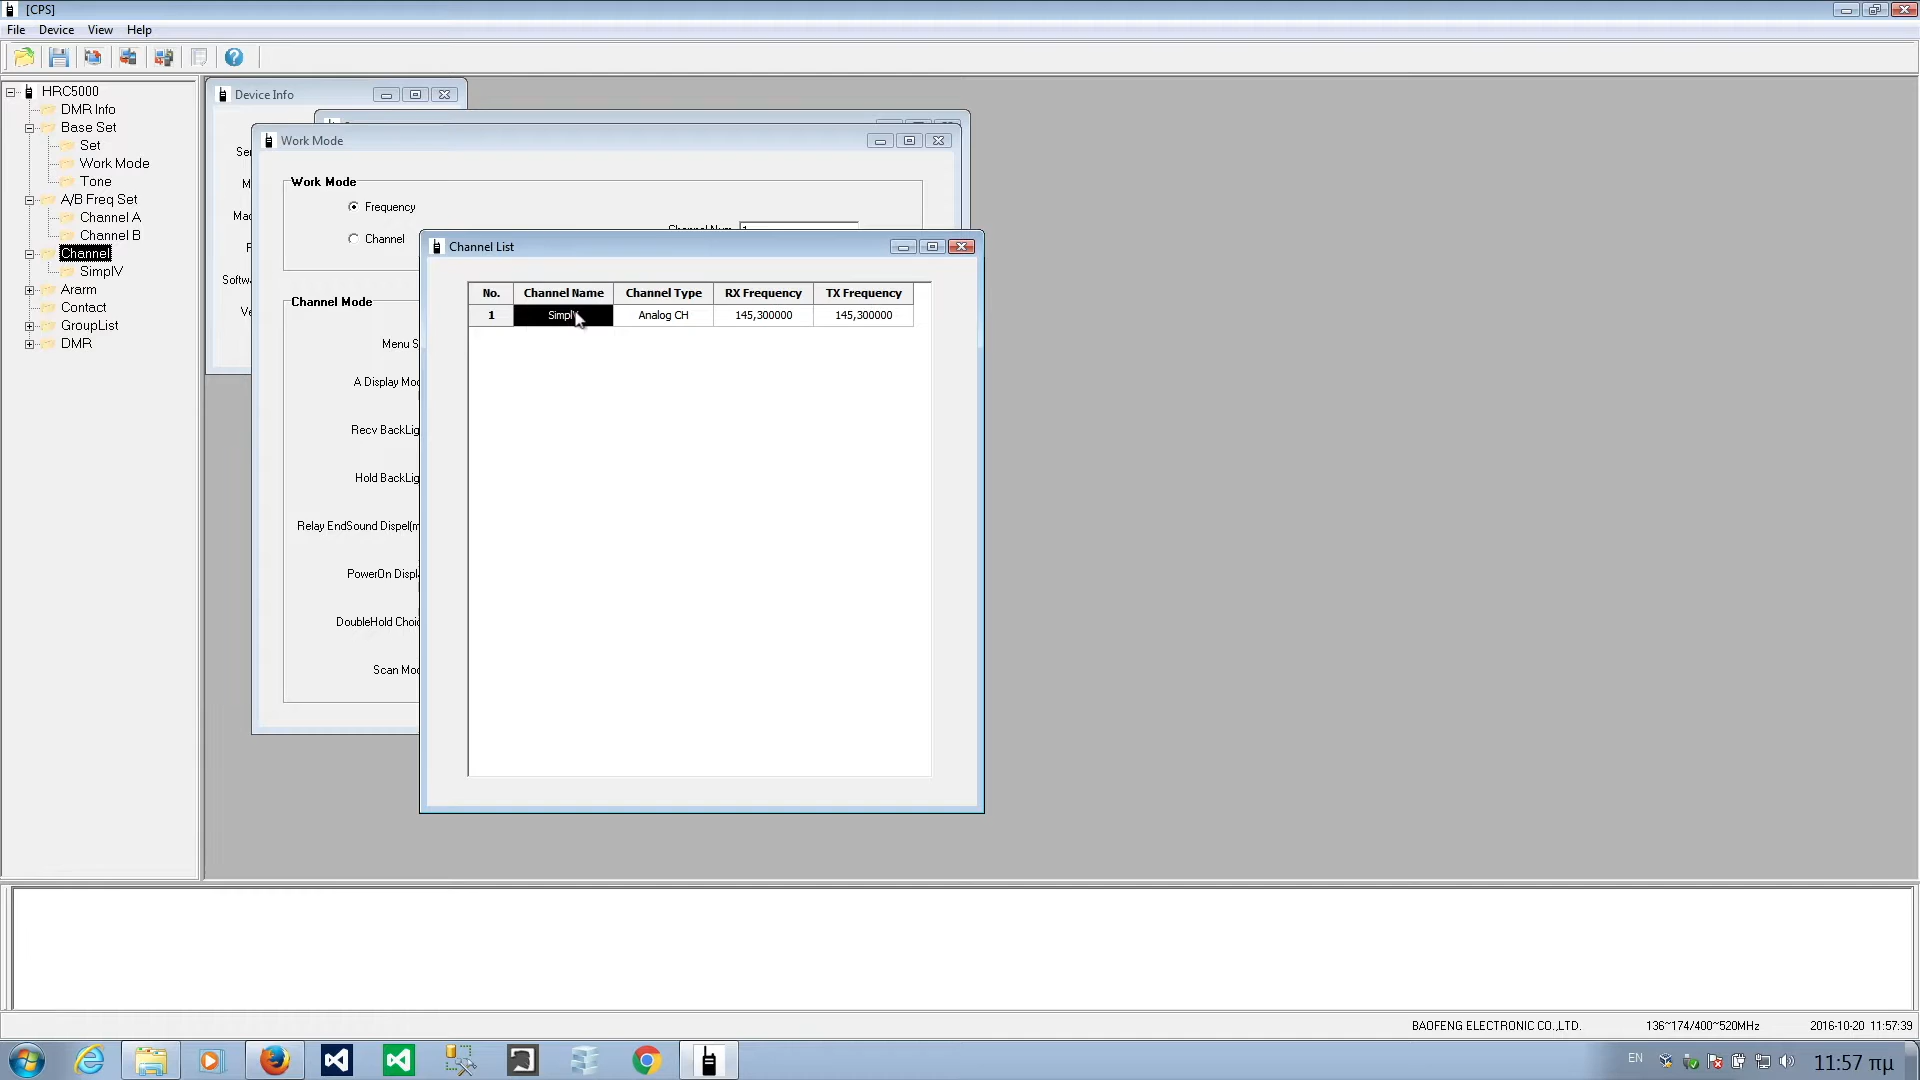 [CPS]
File Device View Help
HRC5000
DMR Info
Base Set
Set
Work Mode
Tone
A/B Freq Set
Channel A
Channel B
Channel
SimplV
Ararm
Contact
GroupList
DMR
Device Info
Work Mode
Work Mode
Frequency
Channel
Channel Mode
Menu S
A Display Mod
Recv BackLig
Hold BackLig
Relay EndSound Dispel(m
PowerOn Displ
DoubleHold Choic
Scan Mod
Channel List
No. Channel Name Channel Type RX Frequency TX Frequency
1 SimplV Analog CH 145,300000 145,300000
BAOFENG ELECTRONIC CO.,LTD. 136~174/400~520MHz 2016-10-20 11:57:39
EN 11:57 πμ